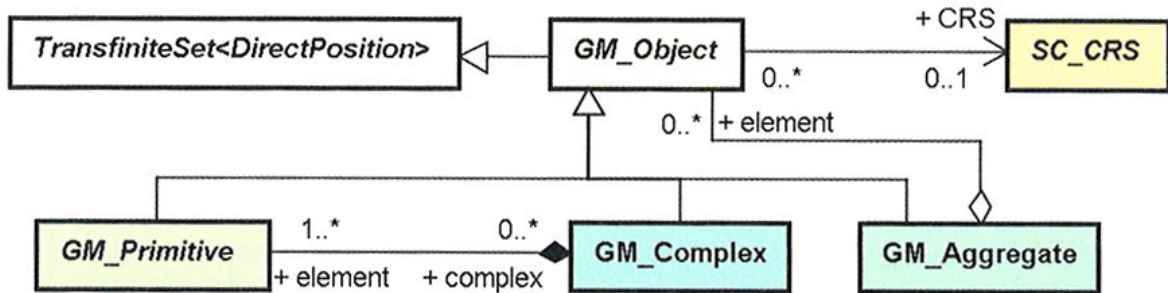 + CRS
TransfiniteSet<DirectPosition>
GM_Object
SC_CRS
0..*
0..1
0..*
+ element
1..*
0..*
GM_Primitive
GM_Complex
GM_Aggregate
+ element
+ complex